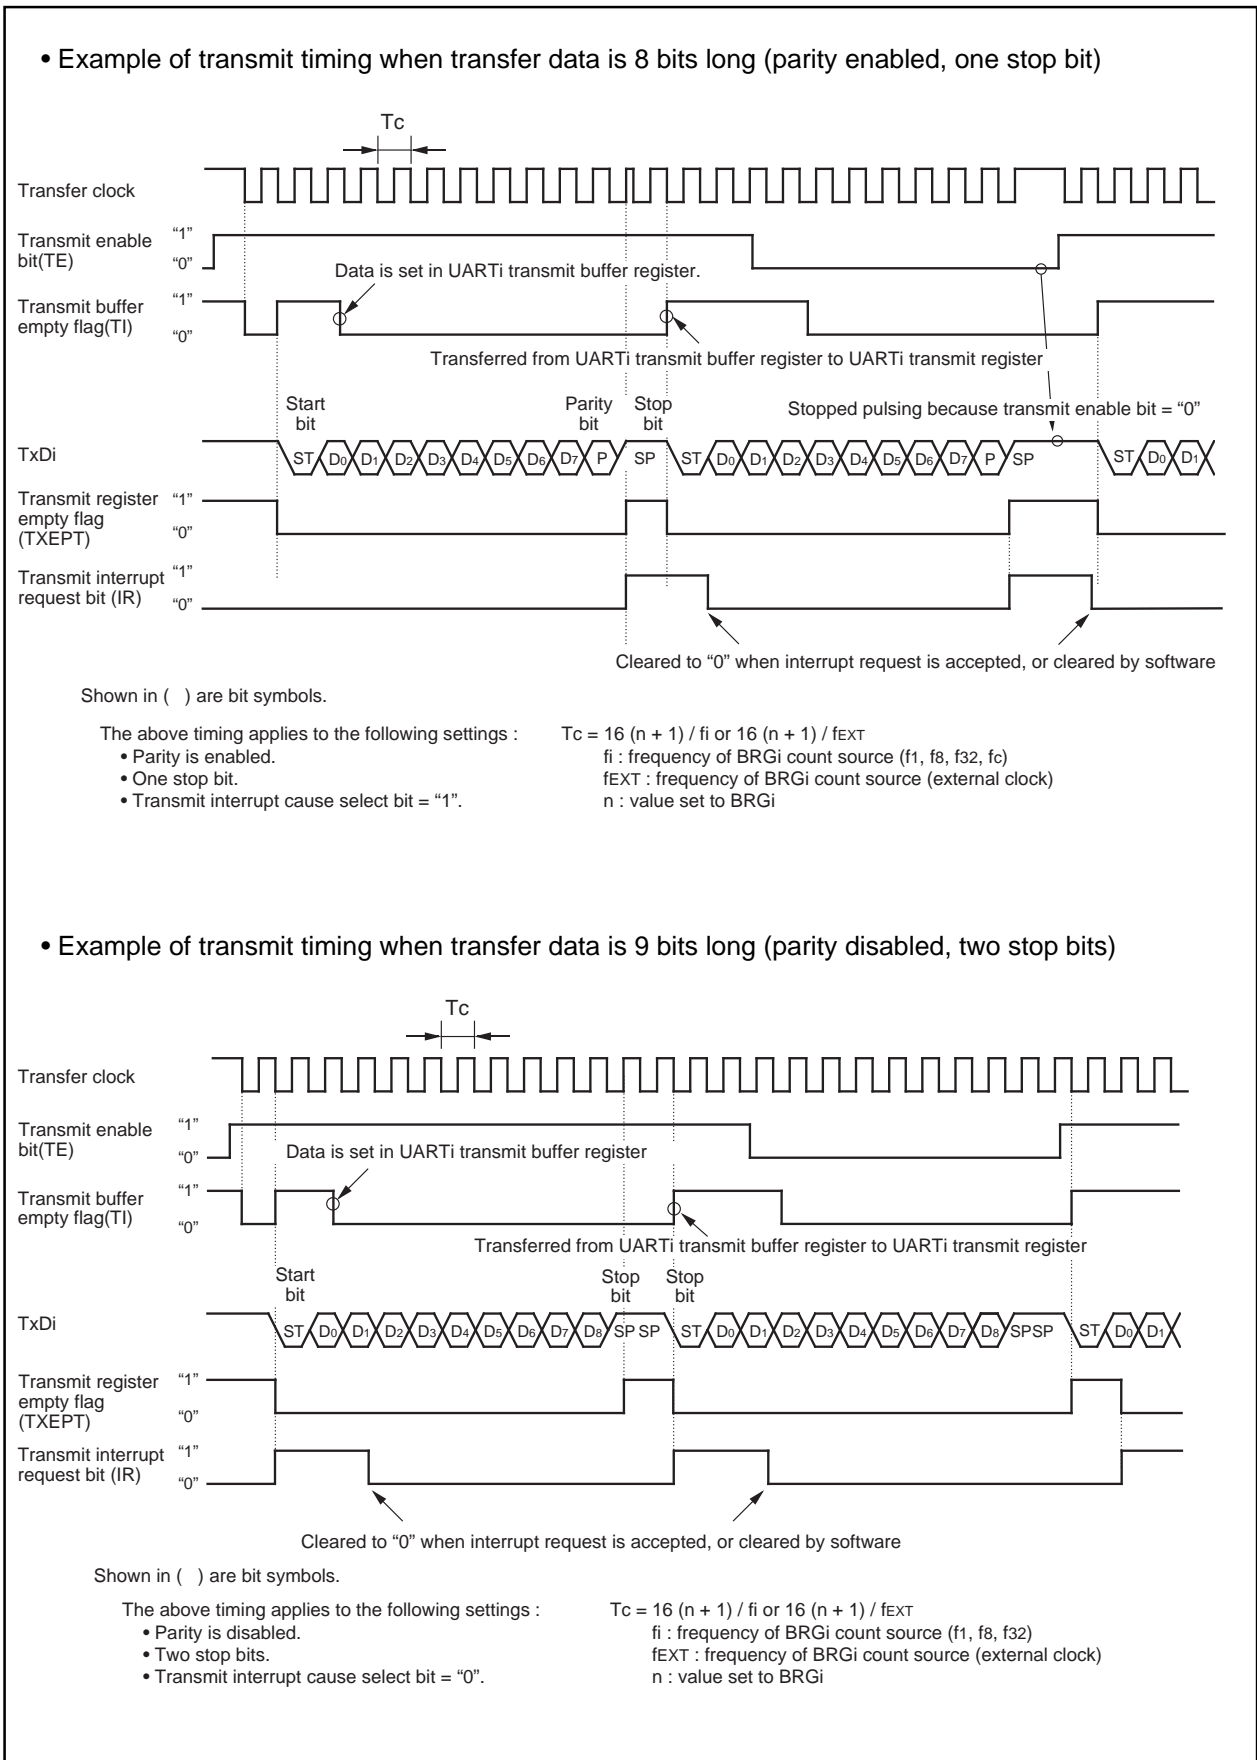 • Example of transmit timing when transfer data is 8 bits long (parity enabled, one stop bit)
Tc
Transfer clock
Transmit enable bit(TE)
“1”
“0”
Data is set in UARTi transmit buffer register.
Transmit buffer empty flag(TI)
“1”
“0”
Transferred from UARTi transmit buffer register to UARTi transmit register
Start bit
Parity bit
Stop bit
Stopped pulsing because transmit enable bit = “0”
TxDi
ST D0 D1 D2 D3 D4 D5 D6 D7 P SP ST D0 D1 D2 D3 D4 D5 D6 D7 P SP ST D0 D1
Transmit register empty flag (TXEPT)
“1”
“0”
Transmit interrupt request bit (IR)
“1”
“0”
Cleared to “0” when interrupt request is accepted, or cleared by software
Shown in ( ) are bit symbols.
The above timing applies to the following settings :
• Parity is enabled.
• One stop bit.
• Transmit interrupt cause select bit = “1”.
Tc = 16 (n + 1) / fi or 16 (n + 1) / fEXT
fi : frequency of BRGi count source (f1, f8, f32, fc)
fEXT : frequency of BRGi count source (external clock)
n : value set to BRGi
• Example of transmit timing when transfer data is 9 bits long (parity disabled, two stop bits)
Tc
Transfer clock
Transmit enable bit(TE)
“1”
“0”
Data is set in UARTi transmit buffer register
Transmit buffer empty flag(TI)
“1”
“0”
Transferred from UARTi transmit buffer register to UARTi transmit register
Start bit
Stop bit
Stop bit
TxDi
ST D0 D1 D2 D3 D4 D5 D6 D7 D8 SP SP ST D0 D1 D2 D3 D4 D5 D6 D7 D8 SPSP ST D0 D1
Transmit register empty flag (TXEPT)
“1”
“0”
Transmit interrupt request bit (IR)
“1”
“0”
Cleared to “0” when interrupt request is accepted, or cleared by software
Shown in ( ) are bit symbols.
The above timing applies to the following settings :
• Parity is disabled.
• Two stop bits.
• Transmit interrupt cause select bit = “0”.
Tc = 16 (n + 1) / fi or 16 (n + 1) / fEXT
fi : frequency of BRGi count source (f1, f8, f32)
fEXT : frequency of BRGi count source (external clock)
n : value set to BRGi